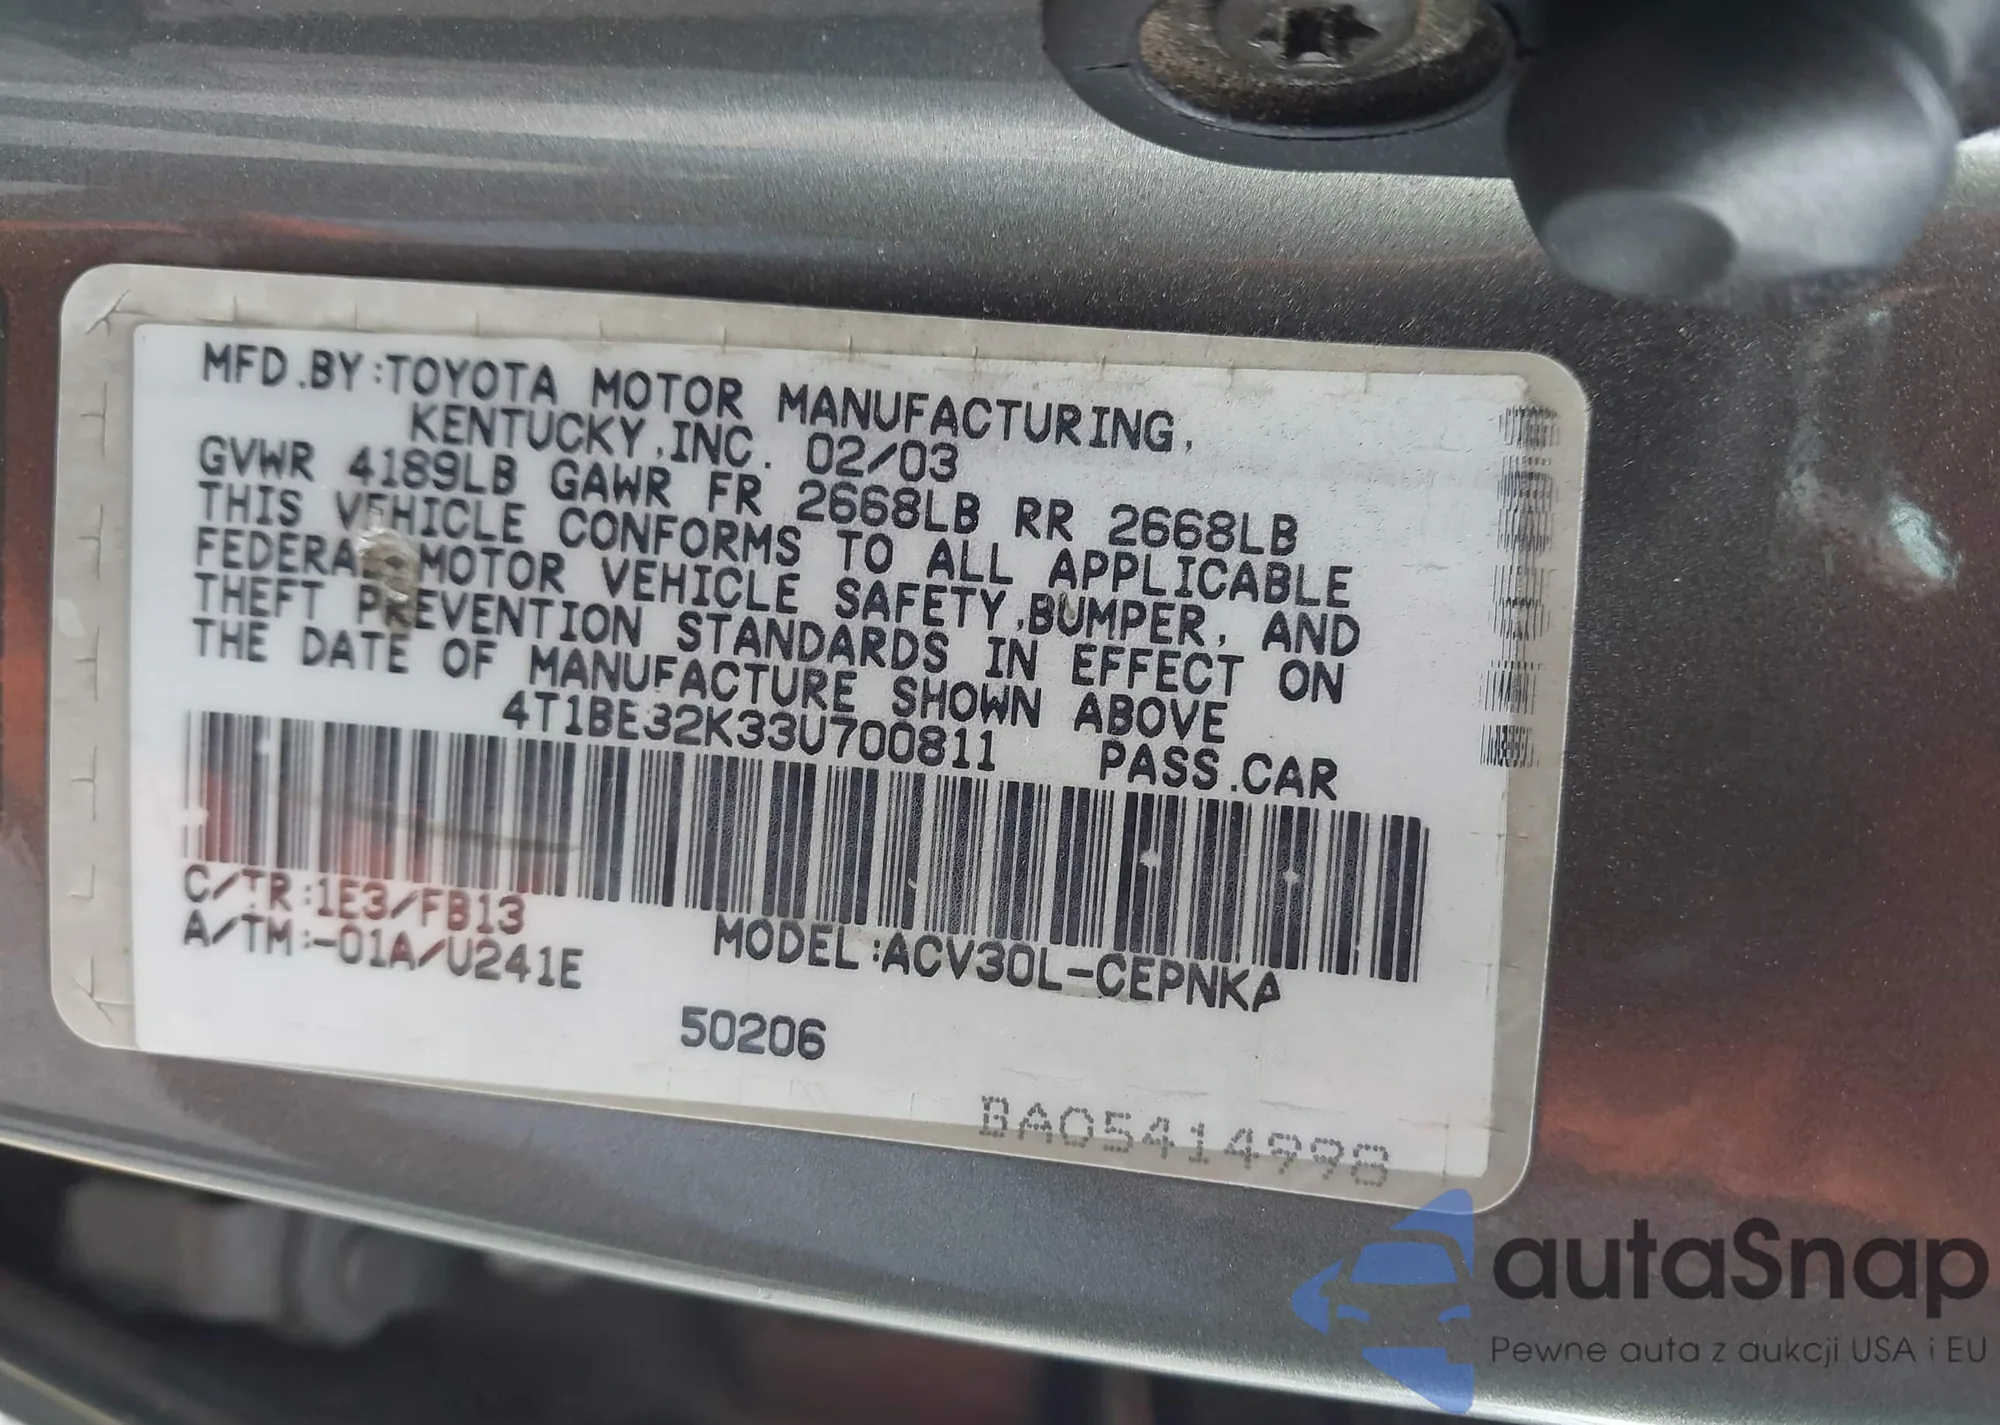 MFD.BY:TOYOTA MOTOR MANUFACTURING,
KENTUCKY,INC. 02/03
GVWR 4189LB GAWR FR 2668LB RR 2668LB
THIS VEHICLE CONFORMS TO ALL APPLICABLE
FEDERAL MOTOR VEHICLE SAFETY,BUMPER, AND
THEFT PREVENTION STANDARDS IN EFFECT ON
THE DATE OF MANUFACTURE SHOWN ABOVE
4T1BE32K33U700811 PASS.CAR
C/TR:1E3/FB13
A/TM:-01A/U241E
MODEL:ACV30L-CEPNKA
50206
BA05414998
autaSnap
Pewne auta z aukcji USA i EU